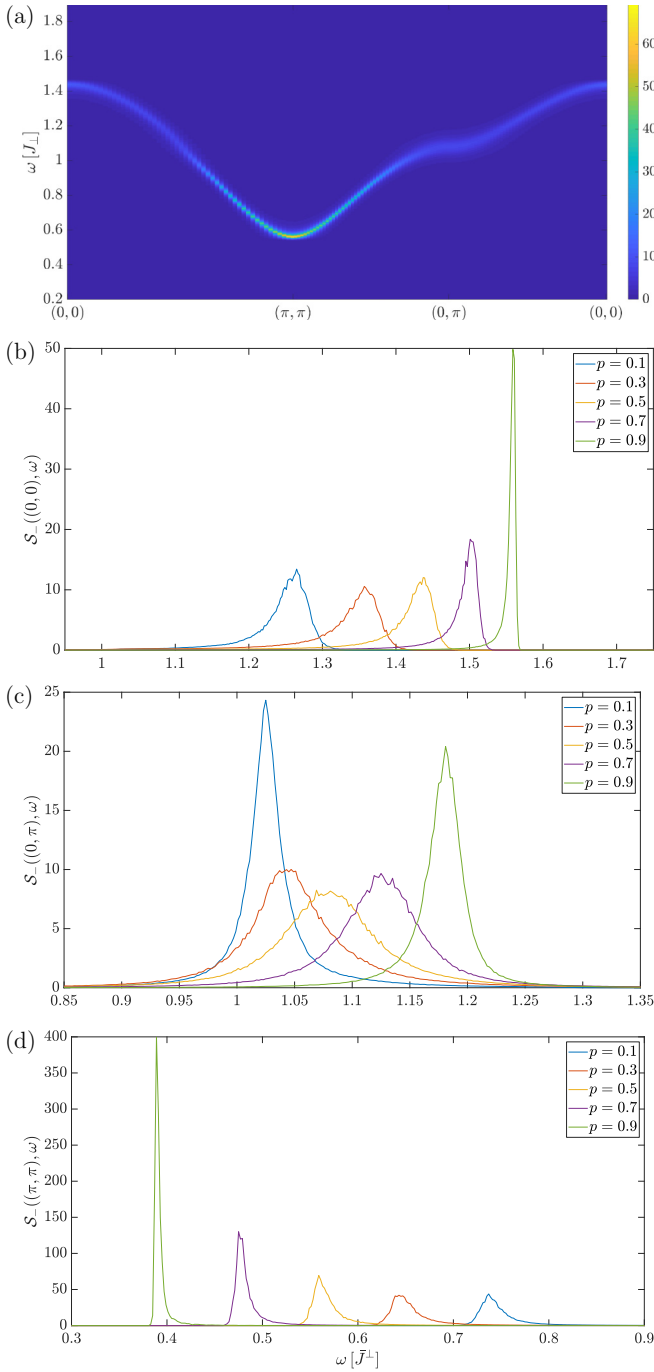 (a)
1.8
1.6
1.4
1.2
1
0.8
0.6
0.4
0.2
ω [J⊥]
(0, 0)
(π, π)
(0, π)
(0, 0)
60
50
40
30
20
10
0
(b)
50
40
30
20
10
0
S₋((0, 0), ω)
1
1.1
1.2
1.3
1.4
1.5
1.6
1.7
p = 0.1
p = 0.3
p = 0.5
p = 0.7
p = 0.9
(c)
25
20
15
10
5
0
S₋((0, π), ω)
0.85
0.9
0.95
1
1.05
1.1
1.15
1.2
1.25
1.3
1.35
p = 0.1
p = 0.3
p = 0.5
p = 0.7
p = 0.9
(d)
400
350
300
250
200
150
100
50
0
S₋((π, π), ω)
0.3
0.4
0.5
0.6
0.7
0.8
0.9
ω [J̄⊥]
p = 0.1
p = 0.3
p = 0.5
p = 0.7
p = 0.9